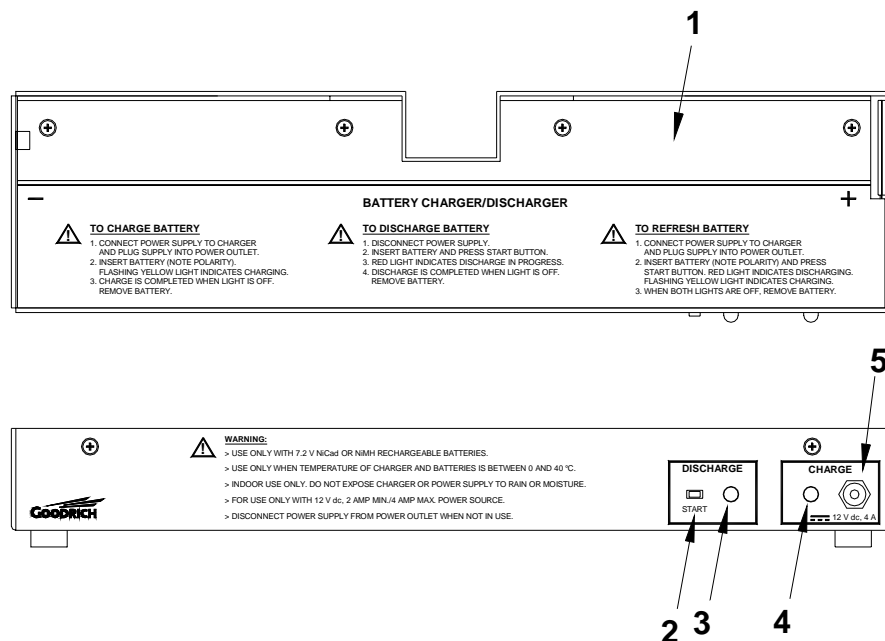 1
– +
BATTERY CHARGER/DISCHARGER
TO CHARGE BATTERY
1. CONNECT POWER SUPPLY TO CHARGER
AND PLUG SUPPLY INTO POWER OUTLET.
2. INSERT BATTERY (NOTE POLARITY).
FLASHING YELLOW LIGHT INDICATES CHARGING.
3. CHARGE IS COMPLETED WHEN LIGHT IS OFF.
REMOVE BATTERY.
TO DISCHARGE BATTERY
1. DISCONNECT POWER SUPPLY.
2. INSERT BATTERY AND PRESS START BUTTON.
3. RED LIGHT INDICATES DISCHARGE IN PROGRESS.
4. DISCHARGE IS COMPLETED WHEN LIGHT IS OFF.
REMOVE BATTERY.
TO REFRESH BATTERY
1. CONNECT POWER SUPPLY TO CHARGER
AND PLUG SUPPLY INTO POWER OUTLET.
2. INSERT BATTERY (NOTE POLARITY) AND PRESS
START BUTTON. RED LIGHT INDICATES DISCHARGING.
FLASHING YELLOW LIGHT INDICATES CHARGING.
3. WHEN BOTH LIGHTS ARE OFF, REMOVE BATTERY.
5
GOODRICH
WARNING:
> USE ONLY WITH 7.2 V NiCad OR NiMH RECHARGEABLE BATTERIES.
> USE ONLY WHEN TEMPERATURE OF CHARGER AND BATTERIES IS BETWEEN 0 AND 40 °C.
> INDOOR USE ONLY. DO NOT EXPOSE CHARGER OR POWER SUPPLY TO RAIN OR MOISTURE.
> FOR USE ONLY WITH 12 V dc, 2 AMP MIN./4 AMP MAX. POWER SOURCE.
> DISCONNECT POWER SUPPLY FROM POWER OUTLET WHEN NOT IN USE.
DISCHARGE
START
CHARGE
12 V dc, 4 A
2 3 4